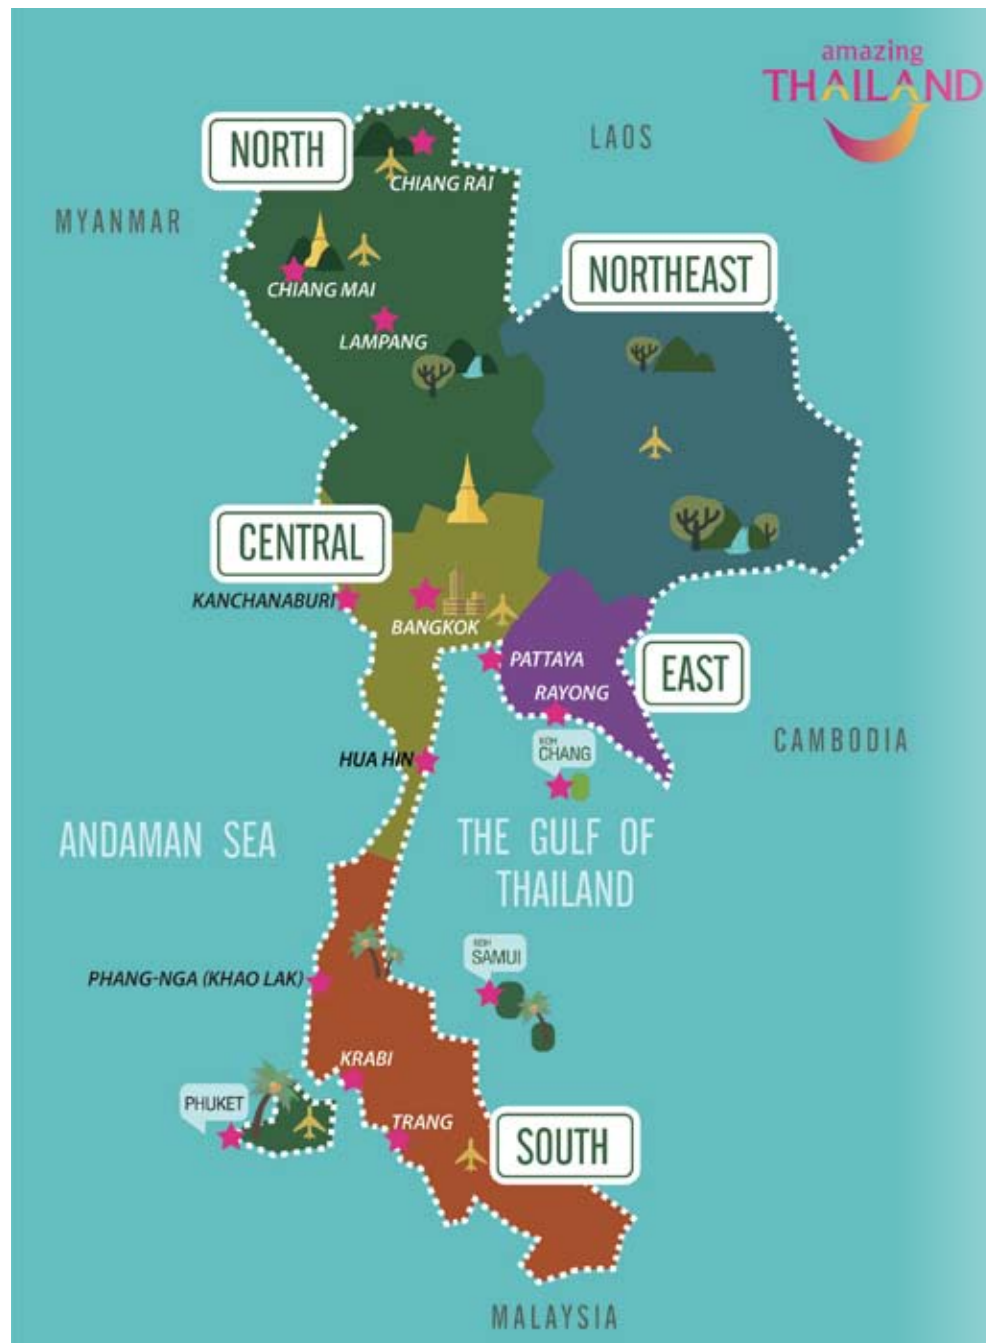 amazing
THAILAND
LAOS
NORTH
CHIANG RAI
MYANMAR
NORTHEAST
CHIANG MAI
LAMPANG
CENTRAL
KANCHANABURI
BANGKOK
PATTAYA
EAST
RAYONG
KOH
CHANG
CAMBODIA
HUA HIN
ANDAMAN SEA
THE GULF OF
THAILAND
KOH
SAMUI
PHANG-NGA (KHAO LAK)
KRABI
PHUKET
TRANG
SOUTH
MALAYSIA